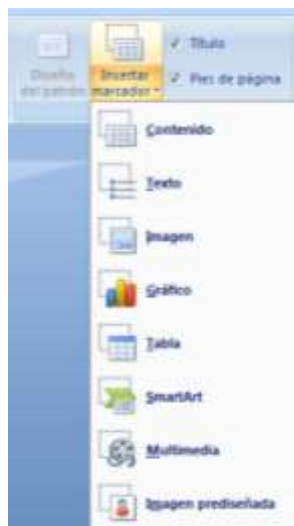 Diseño
del patrón
Insertar
marcador
Título
Pies de página
Contenido
Texto
Imagen
Gráfico
Tabla
SmartArt
Multimedia
Imagen prediseñada